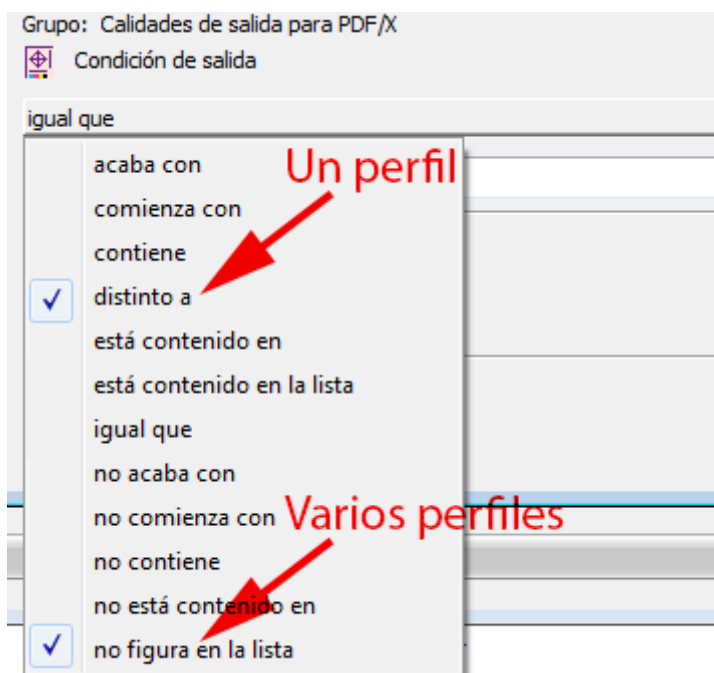 Grupo: Calidades de salida para PDF/X
Condición de salida
igual que
acaba con
Un perfil
comienza con
contiene
distinto a
está contenido en
está contenido en la lista
igual que
no acaba con
no comienza con
Varios perfiles
no contiene
no está contenido en
no figura en la lista